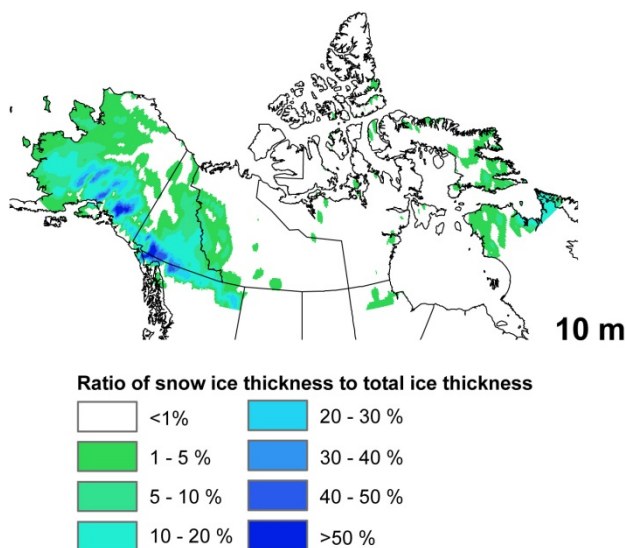 10 m
Ratio of snow ice thickness to total ice thickness
<1%
1 - 5 %
5 - 10 %
10 - 20 %
20 - 30 %
30 - 40 %
40 - 50 %
>50 %